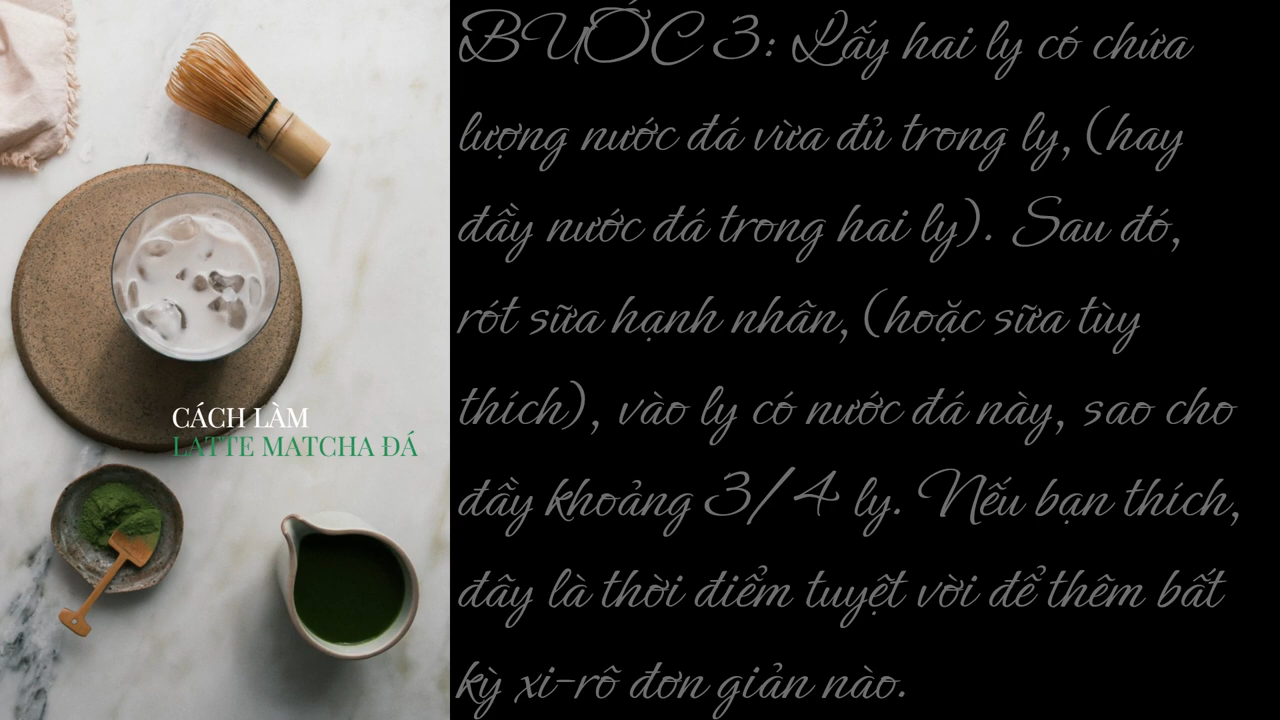 CÁCH LÀM
LATTE MATCHA ĐÁ
BƯỚC 3: Lấy hai ly có chứa
lượng nước đá vừa đủ trong ly, (hay
đầy nước đá trong hai ly). Sau đó,
rót sữa hạnh nhân, (hoặc sữa tùy
thích), vào ly có nước đá này, sao cho
đầy khoảng 3/4 ly. Nếu bạn thích,
đây là thời điểm tuyệt vời để thêm bất
kỳ xi-rô đơn giản nào.